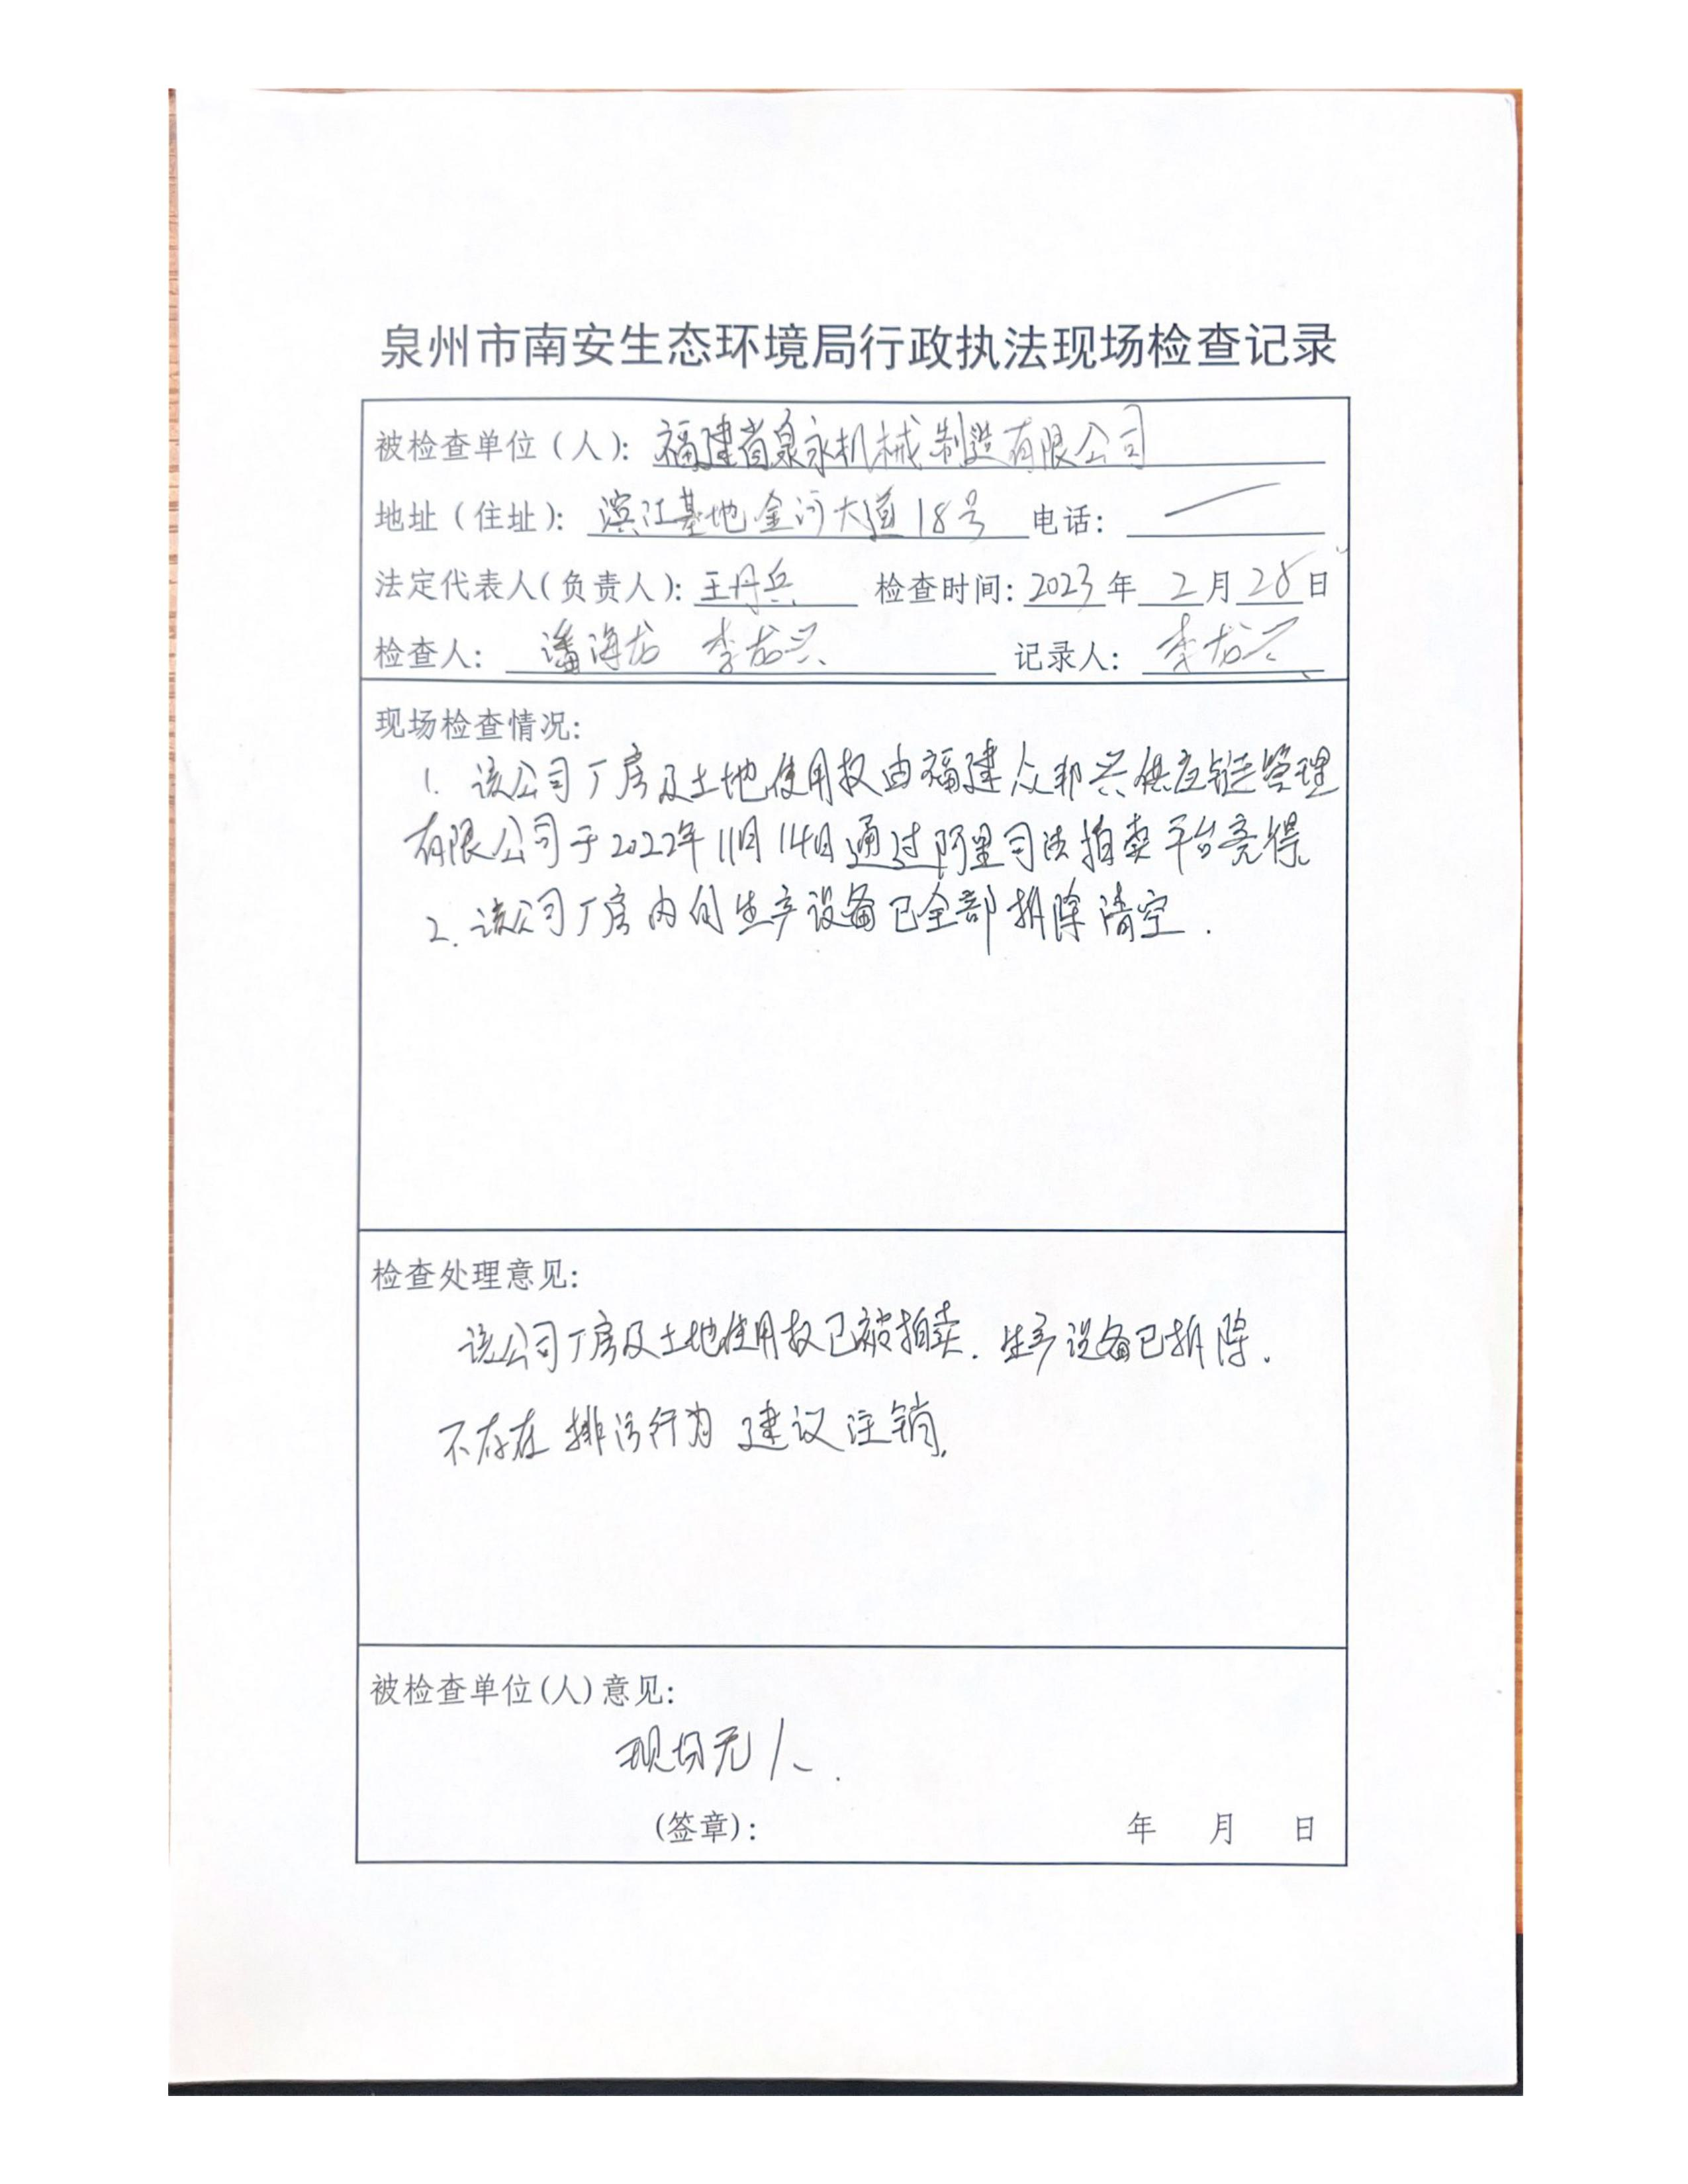 泉州市南安生态环境局行政执法现场检查记录
被检查单位（人）：福建省泉永机械制造有限公司
地址（住址）：滨江基地金河大道18号 电话：
法定代表人（负责人）：王丹兵 检查时间：2023年2月28日
检查人：潘海龙 李龙兴 记录人：李龙兴
现场检查情况：
1. 该公司厂房及土地使用权由福建众邦兴供应链管理
有限公司于2022年11月14日通过阿里司法拍卖平台竞得。
2. 该公司厂房内的生产设备已全部拆除清空.
检查处理意见：
该公司厂房及土地使用权已被拍卖.生产设备已拆除.
不存在排污行为 建议注销.
被检查单位(人)意见：
现场无人.
(签章)： 年 月 日